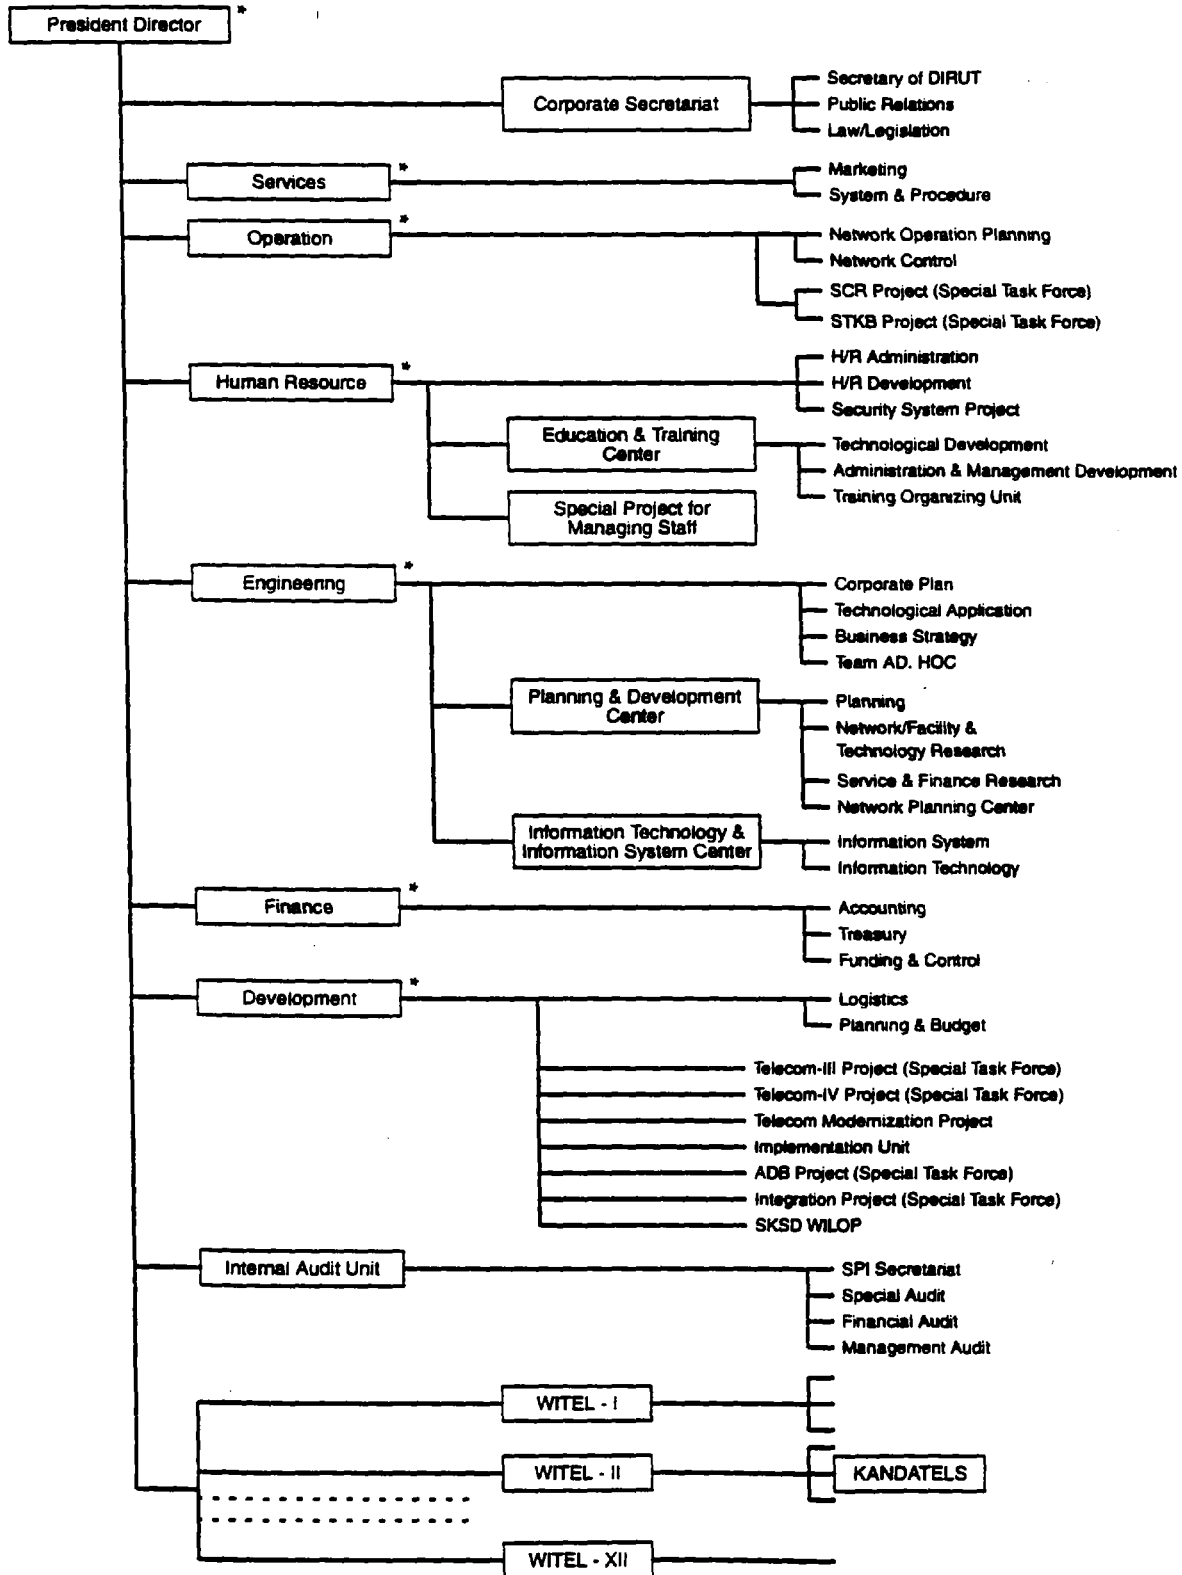 President Director *
Corporate Secretariat
Secretary of DIRUT
Public Relations
Law/Legislation
Services *
Marketing
System & Procedure
Operation *
Network Operation Planning
Network Control
SCR Project (Special Task Force)
STKB Project (Special Task Force)
Human Resource *
H/R Administration
H/R Development
Security System Project
Education & Training
Center
Technological Development
Administration & Management Development
Training Organizing Unit
Special Project for
Managing Staff
Engineering *
Corporate Plan
Technological Application
Business Strategy
Team AD. HOC
Planning & Development
Center
Planning
Network/Facility &
Technology Research
Service & Finance Research
Network Planning Center
Information Technology &
Information System Center
Information System
Information Technology
Finance *
Accounting
Treasury
Funding & Control
Development *
Logistics
Planning & Budget
Telecom-III Project (Special Task Force)
Telecom-IV Project (Special Task Force)
Telecom Modernization Project
Implementation Unit
ADB Project (Special Task Force)
Integration Project (Special Task Force)
SKSD WILOP
Internal Audit Unit
SPI Secretariat
Special Audit
Financial Audit
Management Audit
WITEL - I
WITEL - II
KANDATELS
WITEL - XII